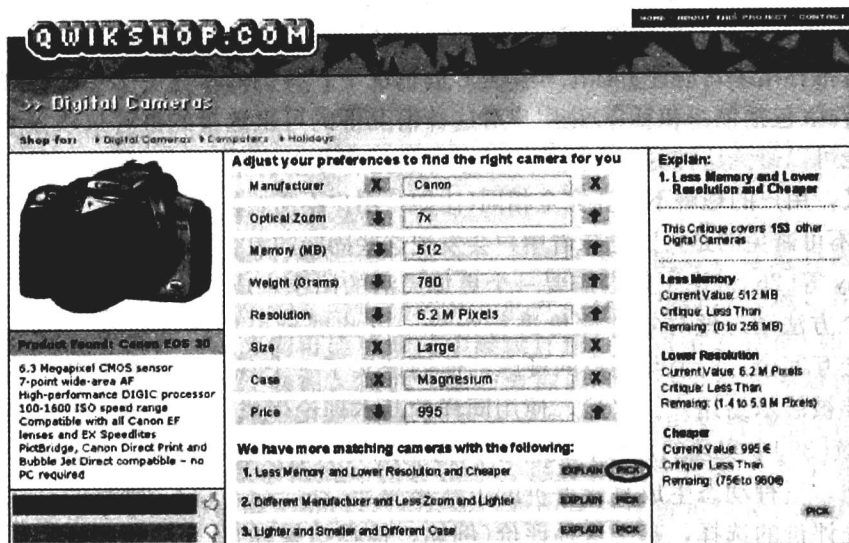 HOME · ABOUT THIS PROJECT · CONTACT
QWIKSHOP.COM
>> Digital Cameras
Shop for: Digital Cameras Computers Holidays
Product Found: Canon EOS 30
6.3 Megapixel CMOS sensor
7-point wide-area AF
High-performance DIGIC processor
100-1600 ISO speed range
Compatible with all Canon EF
lenses and EX Speedlites
PictBridge, Canon Direct Print and
Bubble Jet Direct compatible - no
PC required
Adjust your preferences to find the right camera for you
Manufacturer X Canon X
Optical Zoom 7x
Memory (MB) 512
Weight (Grams) 780
Resolution 6.2 M Pixels
Size X Large X
Case X Magnesium X
Price 995
We have more matching cameras with the following:
1. Less Memory and Lower Resolution and Cheaper EXPLAIN PICK
2. Different Manufacturer and Less Zoom and Lighter EXPLAIN PICK
3. Lighter and Smaller and Different Case EXPLAIN PICK
Explain:
1. Less Memory and Lower
Resolution and Cheaper
This Critique covers 153 other
Digital Cameras
Less Memory
Current Value: 512 MB
Critique: Less Than
Remaing: (0 to 256 MB)
Lower Resolution
Current Value: 6.2 M Pixels
Critique: Less Than
Remaing: (1.4 to 5.9 M Pixels)
Cheaper
Current Value: 995 €
Critique: Less Than
Remaing: (75€ to 960€)
PICK